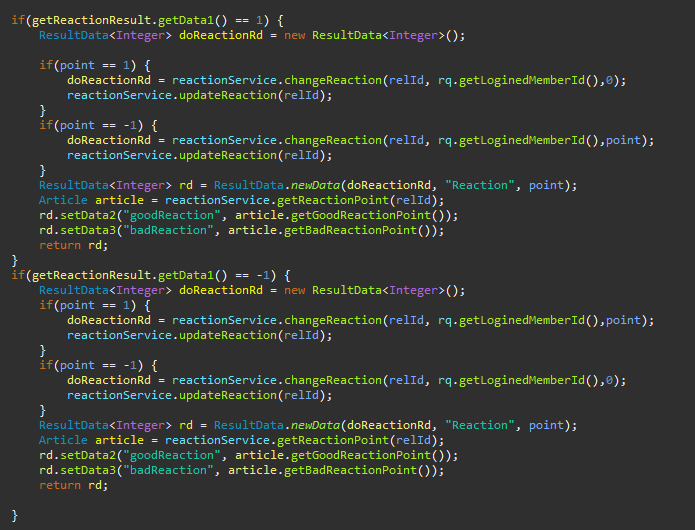 if(getReactionResult.getData1() == 1) {
    ResultData<Integer> doReactionRd = new ResultData<Integer>();

    if(point == 1) {
        doReactionRd = reactionService.changeReaction(relId, rq.getLoginedMemberId(),0);
        reactionService.updateReaction(relId);
    }
    if(point == -1) {
        doReactionRd = reactionService.changeReaction(relId, rq.getLoginedMemberId(),point);
        reactionService.updateReaction(relId);
    }
    ResultData<Integer> rd = ResultData.newData(doReactionRd, "Reaction", point);
    Article article = reactionService.getReactionPoint(relId);
    rd.setData2("goodReaction", article.getGoodReactionPoint());
    rd.setData3("badReaction", article.getBadReactionPoint());
    return rd;
}
if(getReactionResult.getData1() == -1) {
    ResultData<Integer> doReactionRd = new ResultData<Integer>();
    if(point == 1) {
        doReactionRd = reactionService.changeReaction(relId, rq.getLoginedMemberId(),point);
        reactionService.updateReaction(relId);
    }
    if(point == -1) {
        doReactionRd = reactionService.changeReaction(relId, rq.getLoginedMemberId(),0);
        reactionService.updateReaction(relId);
    }
    ResultData<Integer> rd = ResultData.newData(doReactionRd, "Reaction", point);
    Article article = reactionService.getReactionPoint(relId);
    rd.setData2("goodReaction", article.getGoodReactionPoint());
    rd.setData3("badReaction", article.getBadReactionPoint());
    return rd;

}